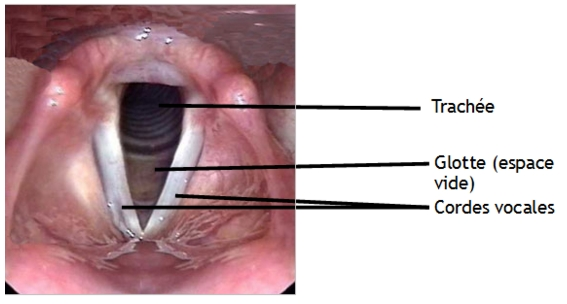 Trachée
Glotte (espace
vide)
Cordes vocales